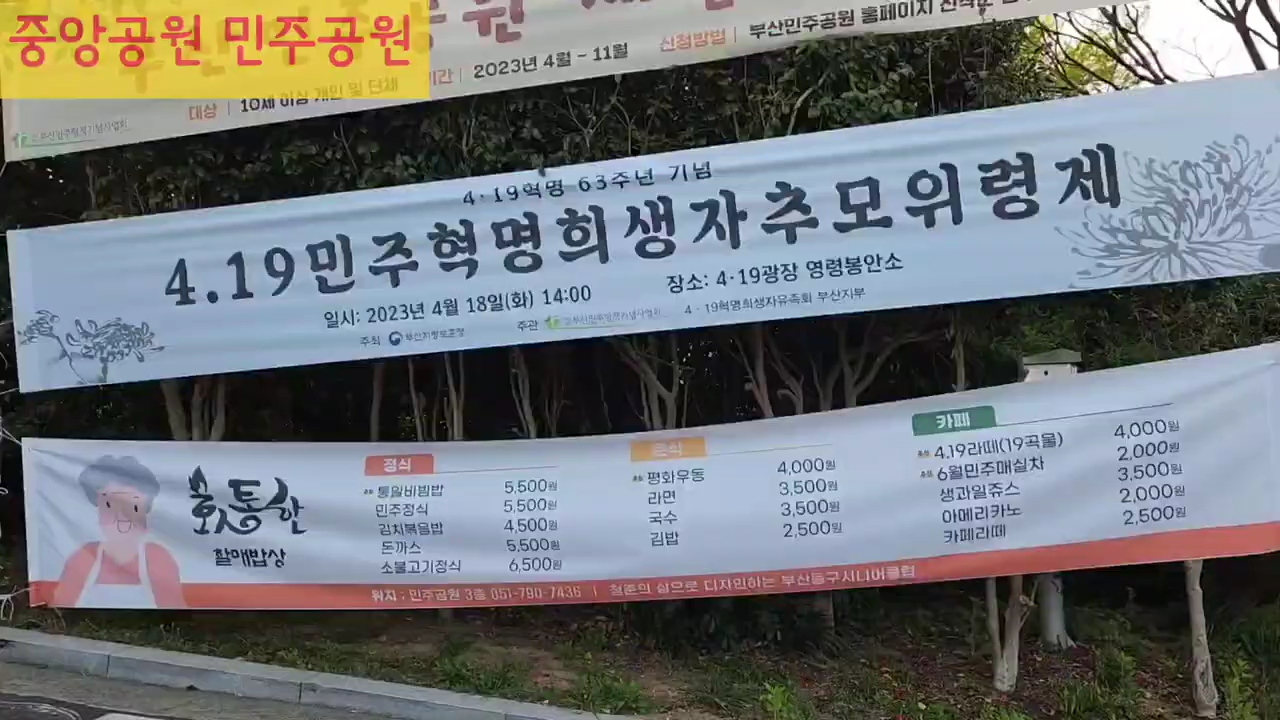 중앙공원 민주공원
기간 | 2023년 4월 - 11월
신청방법 | 부산민주공원 홈페이지
대상 | 10세 이상 개인 및 단체
4·19혁명 63주년 기념
4.19민주혁명희생자추모위령제
일시: 2023년 4월 18일(화) 14:00
장소: 4·19광장 영령봉안소
주최 부산지방보훈청
주관
4·19혁명희생자유족회 부산지부
할매밥상
정식
통일비빔밥 5,500원
민주정식 5,500원
김치볶음밥 4,500원
돈까스 5,500원
소불고기정식 6,500원
분식
평화우동 4,000원
라면 3,500원
국수 3,500원
김밥 2,500원
카페
4.19라떼(19곡물) 4,000원
6월민주매실차 2,000원
생과일쥬스 3,500원
아메리카노 2,000원
카페라떼 2,500원
위치 : 민주공원 3층 051-790-7436 | 청춘의 삶으로 디자인하는 부산동구시니어클럽